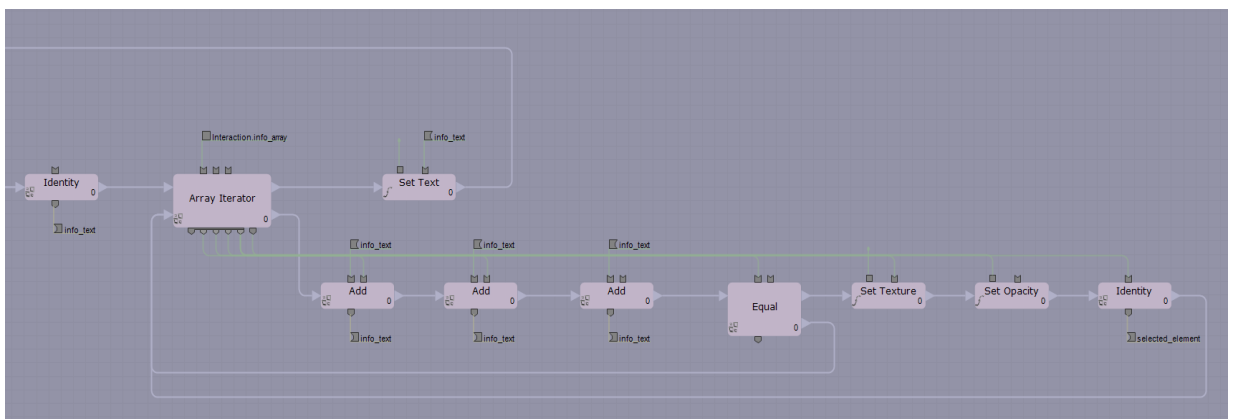 Interaction.info_array
info_text
Identity
0
Set Text
0
Array Iterator
0
info_text
info_text
info_text
info_text
Add
0
Add
0
Add
0
Set Texture
0
Set Opacity
0
Identity
0
Equal
0
info_text
info_text
info_text
selected_element